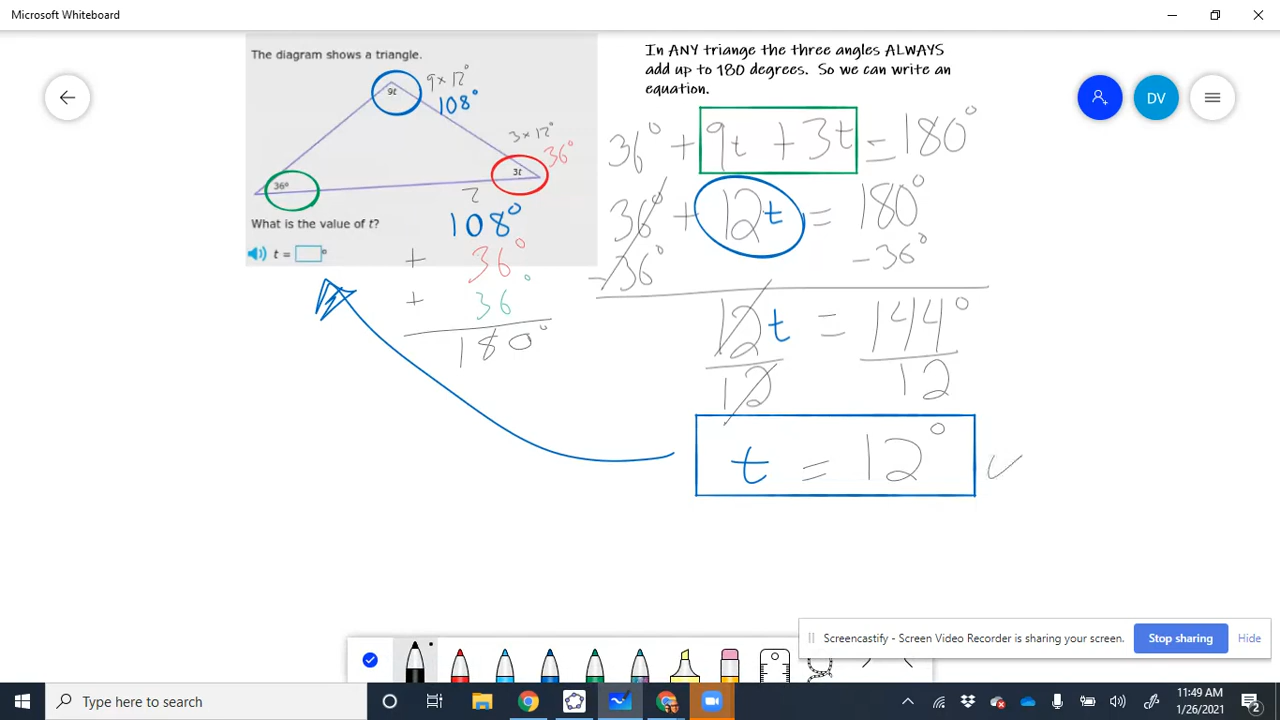 Microsoft Whiteboard
The diagram shows a triangle.
9t
9 × 12°
108°
3 × 12°
36°
3t
36°
What is the value of t?
t = °
108°
+ 36°
+ 36°
180°
In ANY triange the three angles ALWAYS
add up to 180 degrees. So we can write an
equation.
36° + 9t + 3t = 180°
36° + 12t = 180°
-36° -36°
12t = 144°
12 12
t = 12° ✓
DV
Screencastify - Screen Video Recorder is sharing your screen.
Stop sharing
Hide
Type here to search
11:49 AM
1/26/2021
2